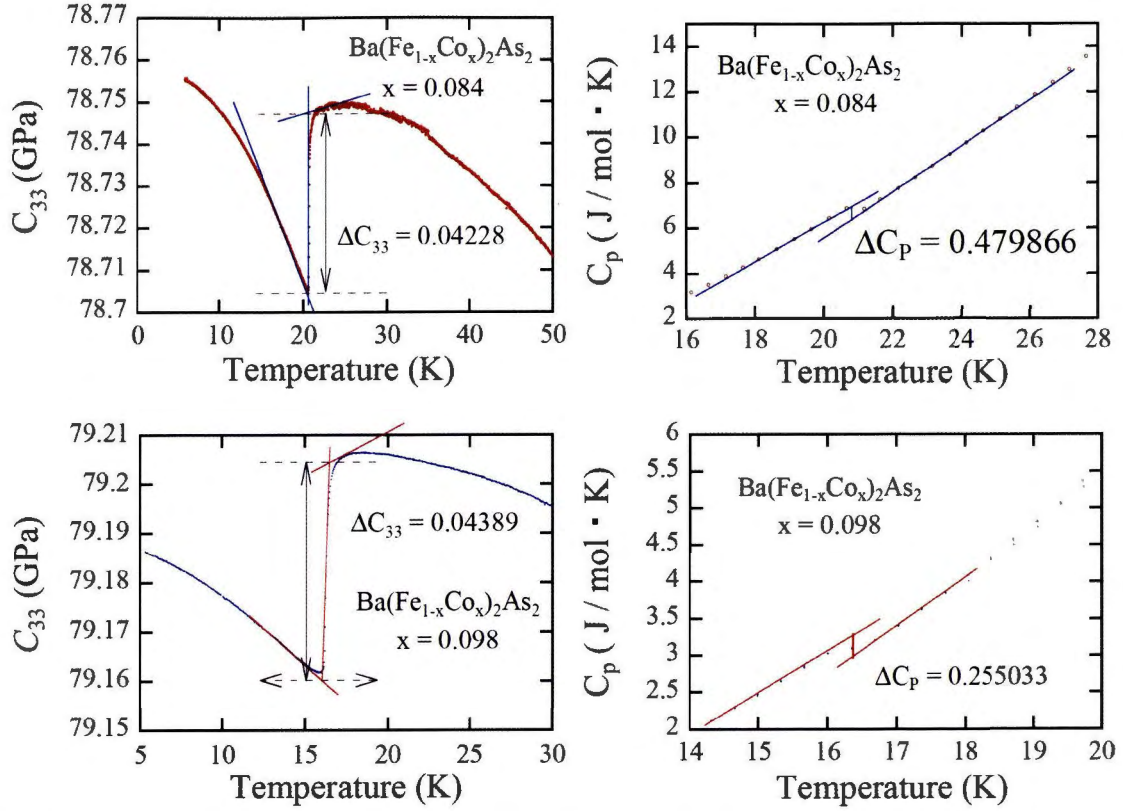 78.77
78.76
78.75
78.74
78.73
78.72
78.71
78.7
C33 (GPa)
Ba(Fe1-xCox)2As2
x = 0.084
ΔC33 = 0.04228
0 10 20 30 40 50
Temperature (K)
14
12
10
8
6
4
2
Cp ( J / mol・K)
Ba(Fe1-xCox)2As2
x = 0.084
ΔCP = 0.479866
16 18 20 22 24 26 28
Temperature (K)
79.21
79.2
79.19
79.18
79.17
79.16
79.15
C33 (GPa)
ΔC33 = 0.04389
Ba(Fe1-xCox)2As2
x = 0.098
5 10 15 20 25 30
Temperature (K)
6
5.5
5
4.5
4
3.5
3
2.5
2
Cp ( J / mol・K)
Ba(Fe1-xCox)2As2
x = 0.098
ΔCP = 0.255033
14 15 16 17 18 19 20
Temperature (K)